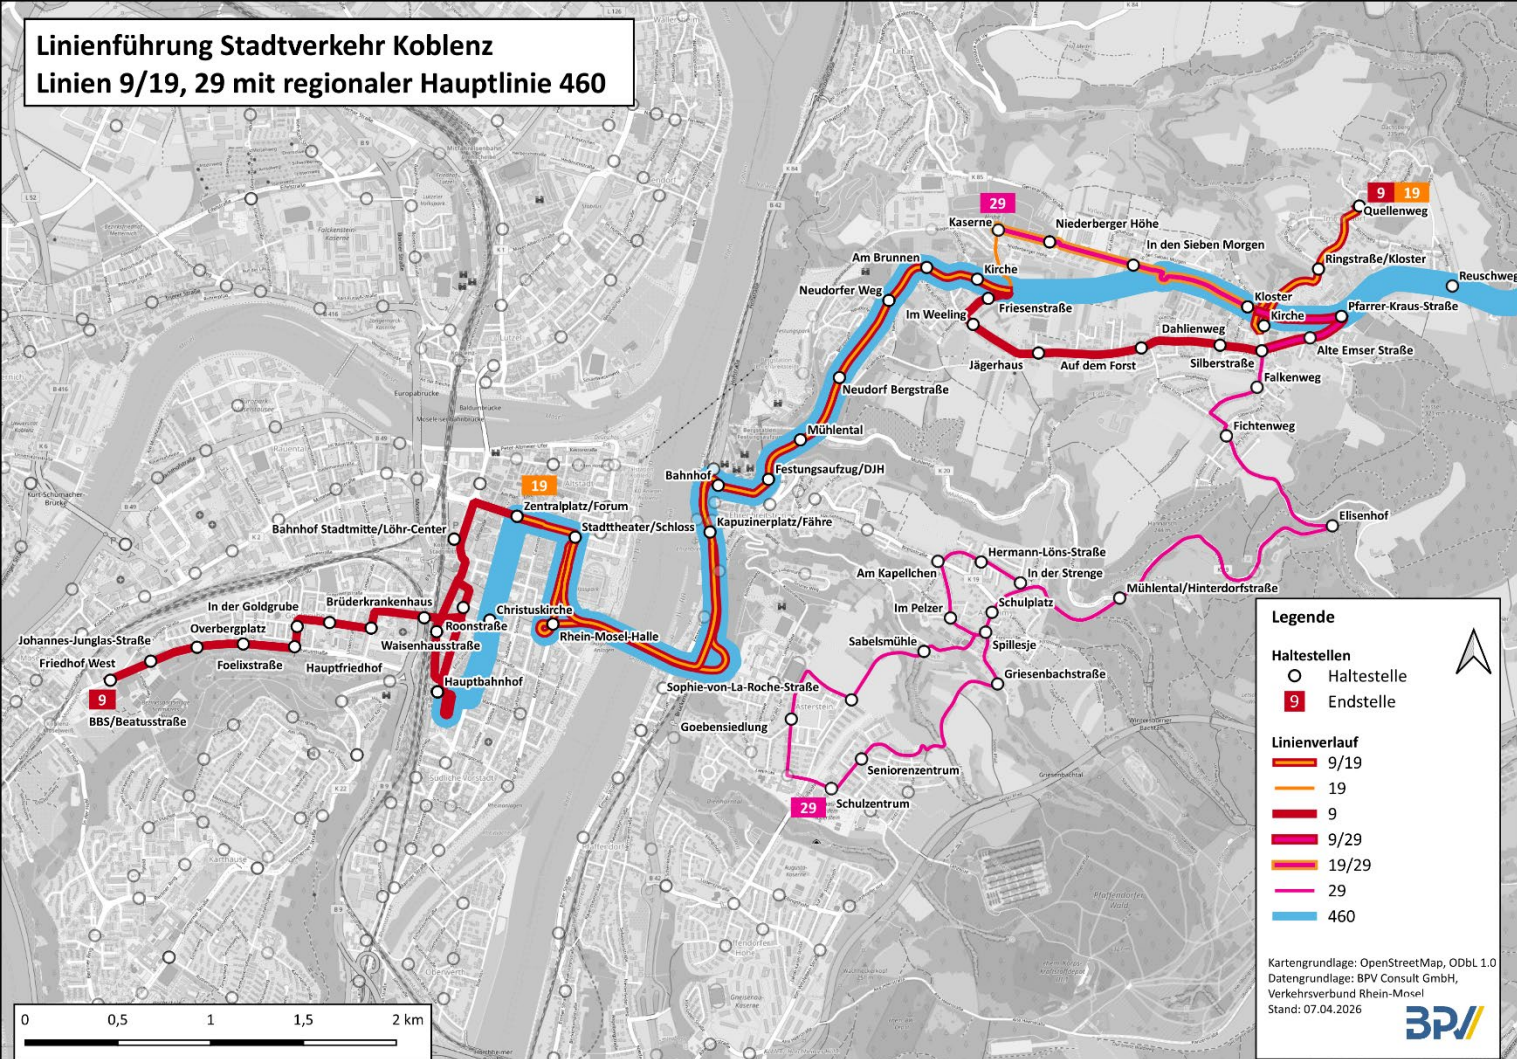 Linienführung Stadtverkehr Koblenz
Linien 9/19, 29 mit regionaler Hauptlinie 460
9 19
Quellenweg
29
Kaserne
Niederberger Höhe
In den Sieben Morgen
Ringstraße/Kloster
Am Brunnen
Kirche
Reuschweg
Neudorfer Weg
Kloster
Pfarrer-Kraus-Straße
Im Weeling
Friesenstraße
Kirche
Dahlienweg
Alte Emser Straße
Jägerhaus
Auf dem Forst
Silberstraße
Falkenweg
Neudorf Bergstraße
Fichtenweg
Mühlental
Bahnhof
Festungsaufzug/DJH
19
Zentralplatz/Forum
Elisenhof
Bahnhof Stadtmitte/Löhr-Center
Stadttheater/Schloss
Kapuzinerplatz/Fähre
Hermann-Löns-Straße
Am Kapellchen
In der Strenge
Mühlental/Hinterdorfstraße
In der Goldgrube
Brüderkrankenhaus
Christuskirche
Im Pelzer
Schulplatz
Overbergplatz
Roonstraße
Rhein-Mosel-Halle
Johannes-Junglas-Straße
Waisenhausstraße
Sabelsmühle
Spillesje
Friedhof West
Foelixstraße
Hauptfriedhof
Griesenbachstraße
Hauptbahnhof
Sophie-von-La-Roche-Straße
9
BBS/Beatusstraße
Goebensiedlung
Seniorenzentrum
29
Schulzentrum
Legende
Haltestellen
Haltestelle
9 Endstelle
Linienverlauf
9/19
19
9
9/29
19/29
29
460
Kartengrundlage: OpenStreetMap, ODbL 1.0
Datengrundlage: BPV Consult GmbH,
Verkehrsverbund Rhein-Mosel
Stand: 07.04.2026
BPV
0 0,5 1 1,5 2 km